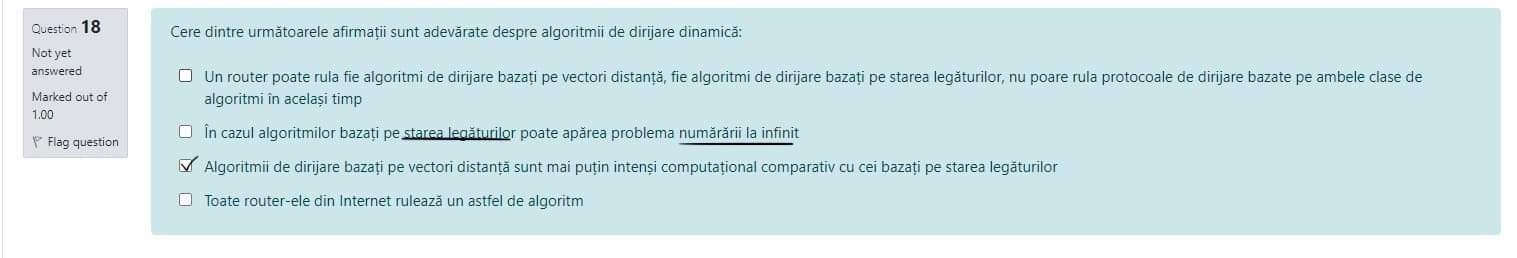 Question 18
Not yet
answered
Marked out of
1.00
Flag question
Cere dintre următoarele afirmații sunt adevărate despre algoritmii de dirijare dinamică:
Un router poate rula fie algoritmi de dirijare bazați pe vectori distanță, fie algoritmi de dirijare bazați pe starea legăturilor, nu poare rula protocoale de dirijare bazate pe ambele clase de
algoritmi în același timp
În cazul algoritmilor bazați pe starea legăturilor poate apărea problema numărării la infinit
Algoritmii de dirijare bazați pe vectori distanță sunt mai puțin intenși computațional comparativ cu cei bazați pe starea legăturilor
Toate router-ele din Internet rulează un astfel de algoritm